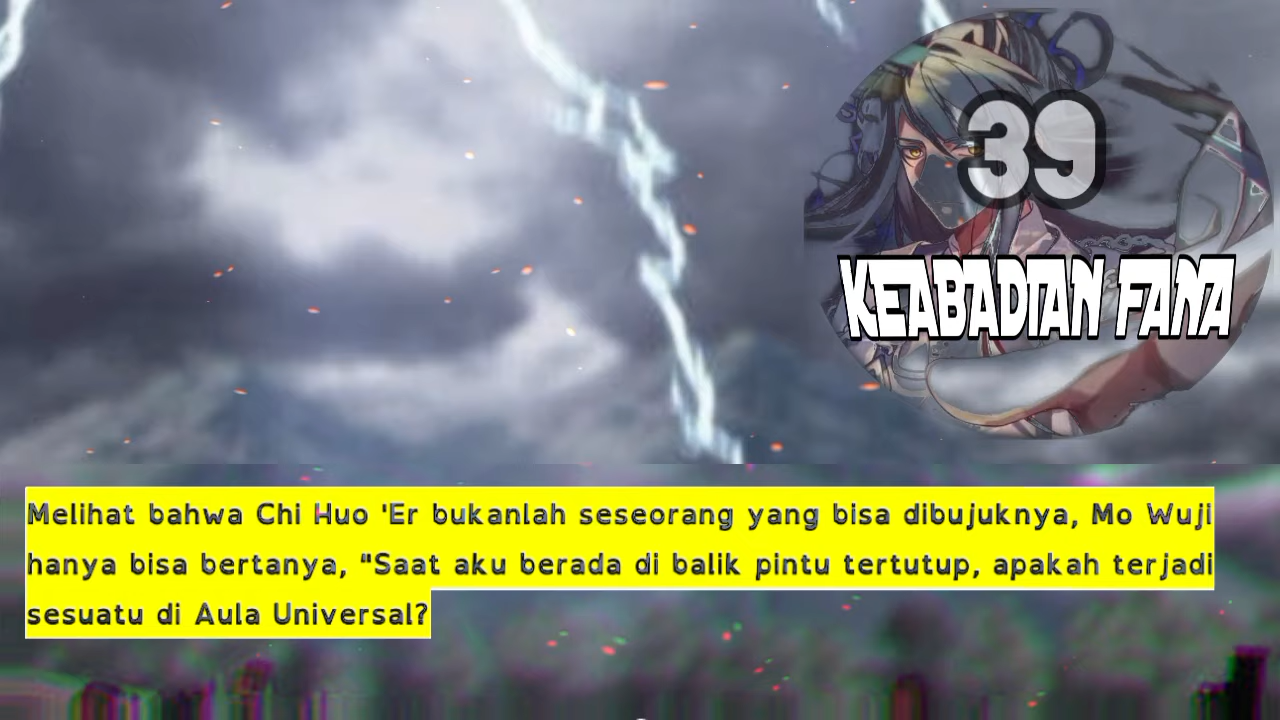 39
KEABADIAN FANA
Melihat bahwa Chi Huo 'Er bukanlah seseorang yang bisa dibujuknya, Mo Wuji
hanya bisa bertanya, "Saat aku berada di balik pintu tertutup, apakah terjadi
sesuatu di Aula Universal?